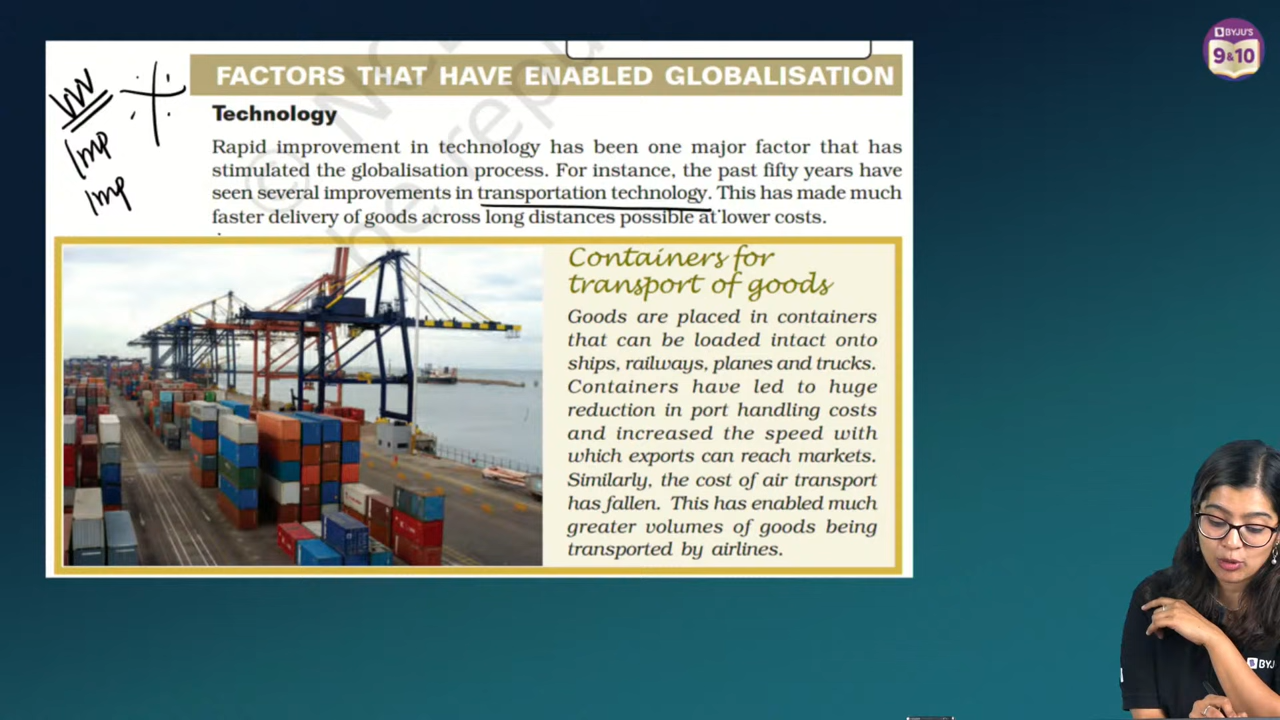 BYJU'S
9&10
FACTORS THAT HAVE ENABLED GLOBALISATION
VVV
Imp
Imp
Technology
Rapid improvement in technology has been one major factor that has
stimulated the globalisation process. For instance, the past fifty years have
seen several improvements in transportation technology. This has made much
faster delivery of goods across long distances possible at lower costs.
Containers for
transport of goods
Goods are placed in containers
that can be loaded intact onto
ships, railways, planes and trucks.
Containers have led to huge
reduction in port handling costs
and increased the speed with
which exports can reach markets.
Similarly, the cost of air transport
has fallen. This has enabled much
greater volumes of goods being
transported by airlines.